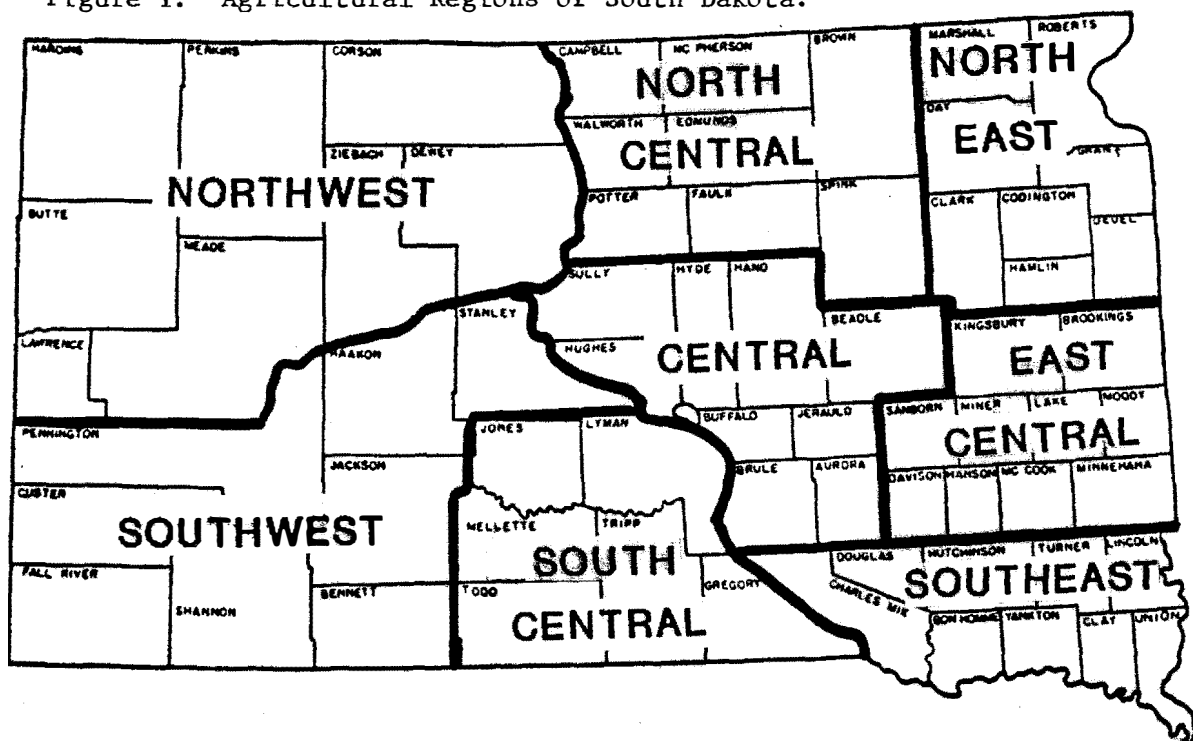 Figure 1. Agricultural Regions of South Dakota.
HARDING PERKINS CORSON CAMPBELL MC PHERSON BROWN MARSHALL ROBERTS
NORTH NORTH
DAY
WALWORTH EDMUNDS
EAST
ZIEBACH DEWEY CENTRAL GRANT
NORTHWEST
POTTER FAULK SPINK
BUTTE CLARK CODINGTON
MEADE DEUEL
SULLY HYDE HAND HAMLIN
STANLEY BEADLE KINGSBURY BROOKINGS
LAWRENCE HAAKON HUGHES CENTRAL EAST
PENNINGTON JONES LYMAN BUFFALO JERAULD SANBORN MINER LAKE MOODY
CENTRAL
JACKSON BRULE AURORA DAVISON HANSON MC COOK MINNEHAHA
CUSTER
SOUTHWEST MELLETTE TRIPP
SOUTH DOUGLAS HUTCHINSON TURNER LINCOLN
FALL RIVER SOUTHEAST
SHANNON BENNETT TODD GREGORY CHARLES MIX
CENTRAL BON HOMME YANKTON CLAY UNION